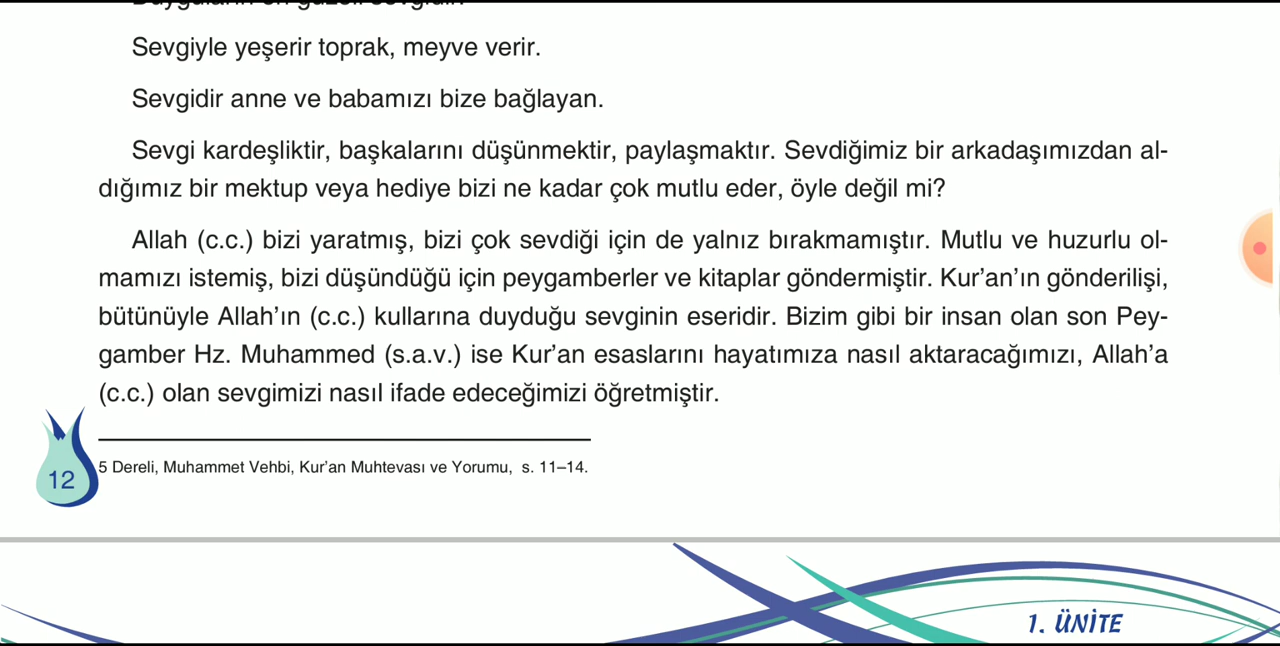 Duyguların en güzeli sevgidir.
Sevgiyle yeşerir toprak, meyve verir.
Sevgidir anne ve babamızı bize bağlayan.
Sevgi kardeşliktir, başkalarını düşünmektir, paylaşmaktır. Sevdiğimiz bir arkadaşımızdan al-
dığımız bir mektup veya hediye bizi ne kadar çok mutlu eder, öyle değil mi?
Allah (c.c.) bizi yaratmış, bizi çok sevdiği için de yalnız bırakmamıştır. Mutlu ve huzurlu ol-
mamızı istemiş, bizi düşündüğü için peygamberler ve kitaplar göndermiştir. Kur’an’ın gönderilişi,
bütünüyle Allah’ın (c.c.) kullarına duyduğu sevginin eseridir. Bizim gibi bir insan olan son Pey-
gamber Hz. Muhammed (s.a.v.) ise Kur’an esaslarını hayatımıza nasıl aktaracağımızı, Allah’a
(c.c.) olan sevgimizi nasıl ifade edeceğimizi öğretmiştir.
5 Dereli, Muhammet Vehbi, Kur’an Muhtevası ve Yorumu, s. 11–14.
12
1. ÜNİTE